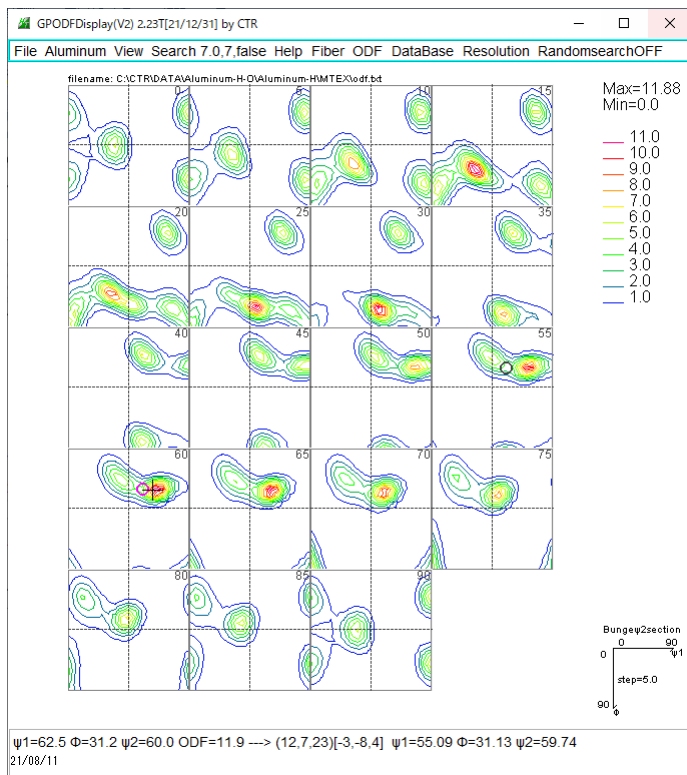 GPODFDisplay(V2) 2.23T[21/12/31] by CTR
File Aluminum View Search 7.0,7,false Help Fiber ODF DataBase Resolution RandomsearchOFF
filename: C:\CTR\DATA\Aluminum-H-O\Aluminum-H\MTEX\odf.txt
Max=11.88
Min=0.0
0 5 10 15
11.0
10.0
9.0
8.0
7.0
6.0
5.0
4.0
3.0
2.0
1.0
20 25 30 35
40 45 50 55
60 65 70 75
80 85 90
Bungeψ2section
0 90
0 ψ1
step=5.0
90
Φ
ψ1=62.5 Φ=31.2 ψ2=60.0 ODF=11.9 ---> (12,7,23)[-3,-8,4] ψ1=55.09 Φ=31.13 ψ2=59.74
21/08/11